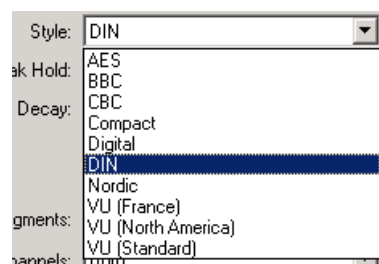 Style: DIN
ak Hold: AES
BBC
CBC
Decay:
Compact
Digital
DIN
Nordic
VU (France)
gments: VU (North America)
VU (Standard)
hannels: